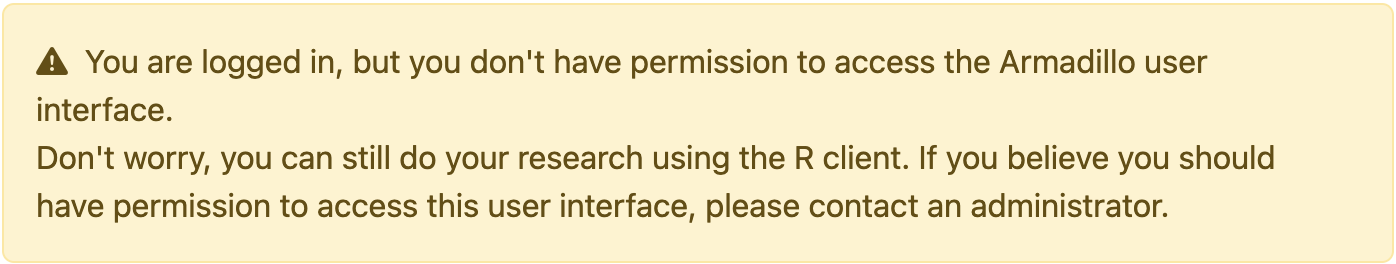 You are logged in, but you don't have permission to access the Armadillo user
interface.
Don't worry, you can still do your research using the R client. If you believe you should
have permission to access this user interface, please contact an administrator.